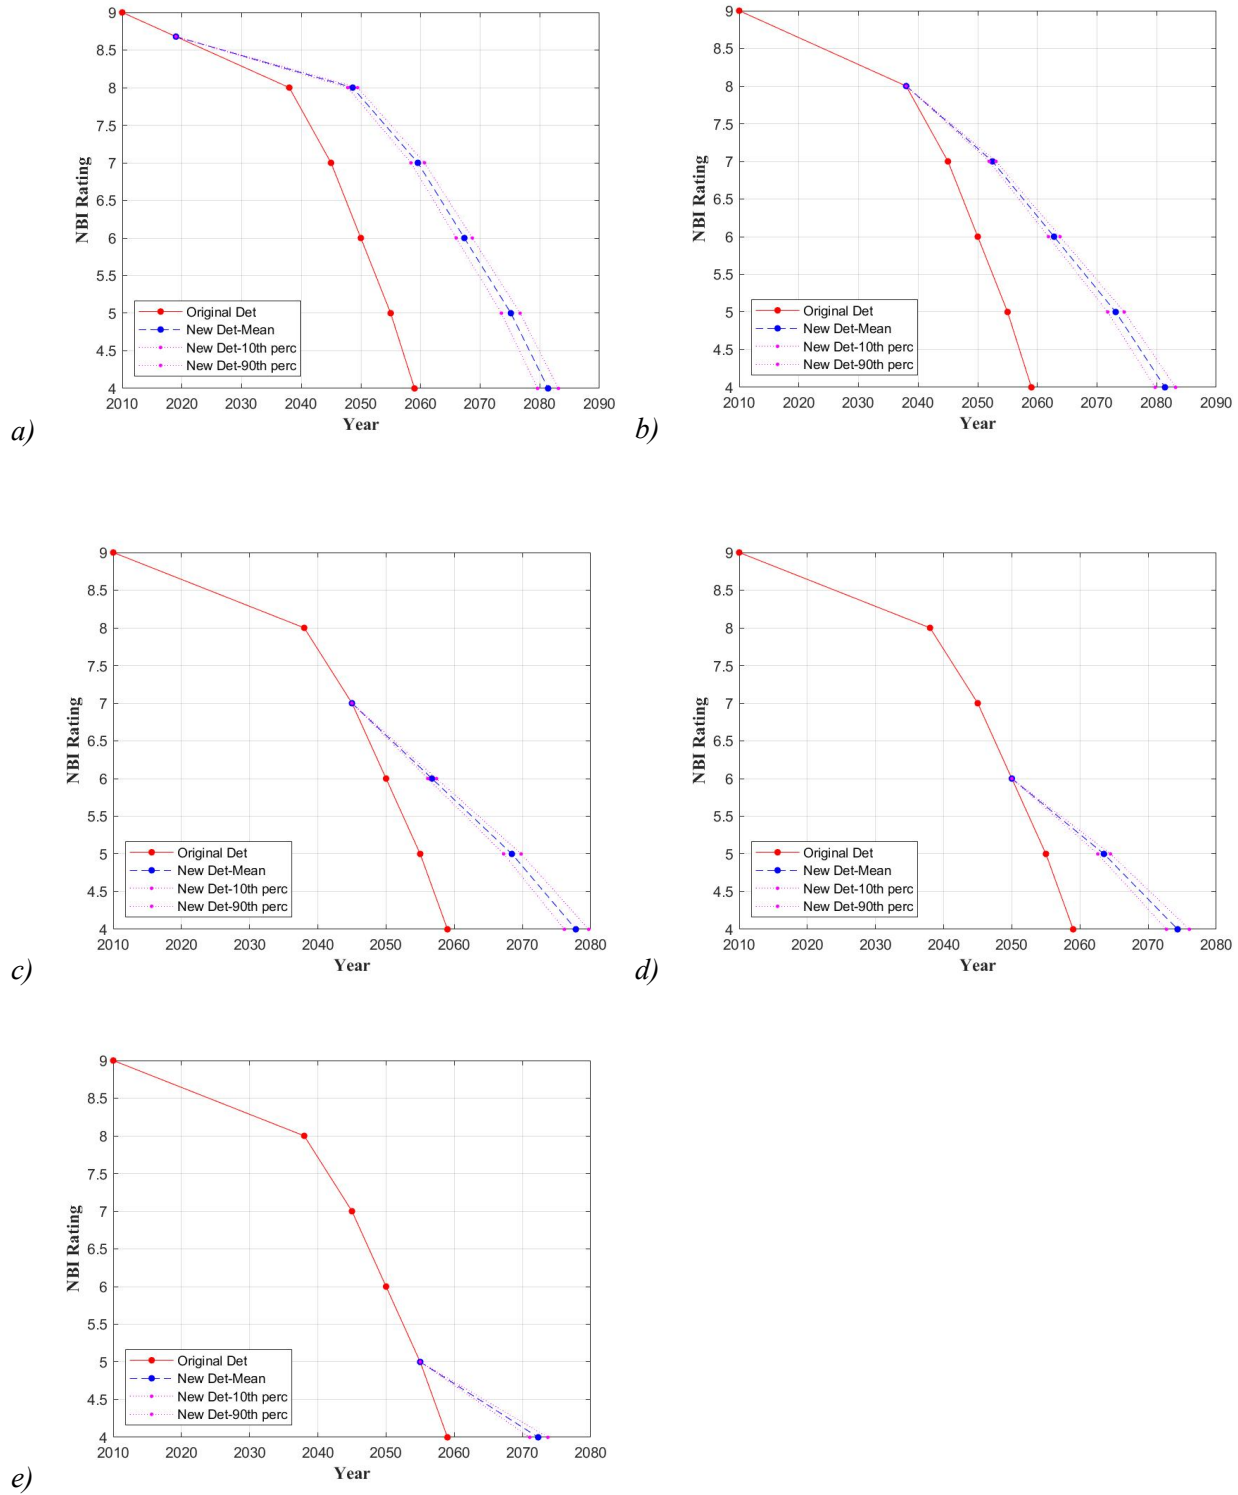 9
8.5
8
7.5
7
6.5
6
5.5
5
4.5
4
NBI Rating
Original Det
New Det-Mean
New Det-10th perc
New Det-90th perc
2010 2020 2030 2040 2050 2060 2070 2080 2090
Year
a)
9
8.5
8
7.5
7
6.5
6
5.5
5
4.5
4
NBI Rating
Original Det
New Det-Mean
New Det-10th perc
New Det-90th perc
2010 2020 2030 2040 2050 2060 2070 2080 2090
Year
b)
9
8.5
8
7.5
7
6.5
6
5.5
5
4.5
4
NBI Rating
Original Det
New Det-Mean
New Det-10th perc
New Det-90th perc
2010 2020 2030 2040 2050 2060 2070 2080
Year
c)
9
8.5
8
7.5
7
6.5
6
5.5
5
4.5
4
NBI Rating
Original Det
New Det-Mean
New Det-10th perc
New Det-90th perc
2010 2020 2030 2040 2050 2060 2070 2080
Year
d)
9
8.5
8
7.5
7
6.5
6
5.5
5
4.5
4
NBI Rating
Original Det
New Det-Mean
New Det-10th perc
New Det-90th perc
2010 2020 2030 2040 2050 2060 2070 2080
Year
e)